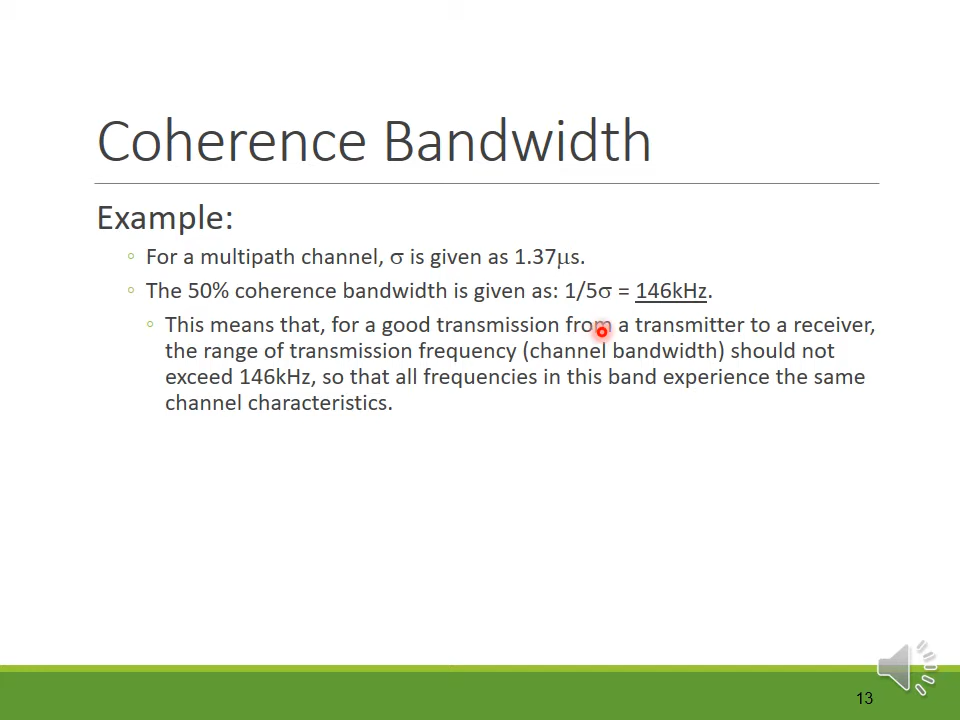 Coherence Bandwidth
Example:
◦ For a multipath channel, σ is given as 1.37μs.
◦ The 50% coherence bandwidth is given as: 1/5σ = 146kHz.
◦ This means that, for a good transmission from a transmitter to a receiver,
the range of transmission frequency (channel bandwidth) should not
exceed 146kHz, so that all frequencies in this band experience the same
channel characteristics.
13